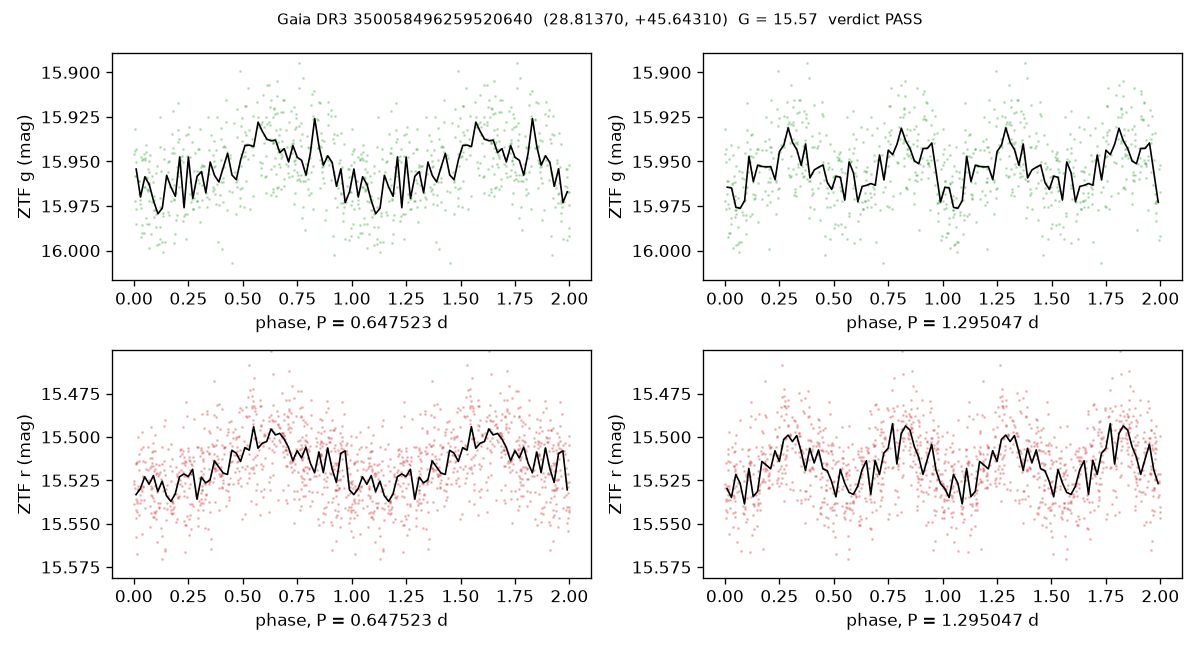 Gaia DR3 350058496259520640  (28.81370, +45.64310)  G = 15.57  verdict PASS
ZTF g (mag)
15.900
15.925
15.950
15.975
16.000
0.00 0.25 0.50 0.75 1.00 1.25 1.50 1.75 2.00
phase, P = 0.647523 d
ZTF g (mag)
15.900
15.925
15.950
15.975
16.000
0.00 0.25 0.50 0.75 1.00 1.25 1.50 1.75 2.00
phase, P = 1.295047 d
ZTF r (mag)
15.475
15.500
15.525
15.550
15.575
0.00 0.25 0.50 0.75 1.00 1.25 1.50 1.75 2.00
phase, P = 0.647523 d
ZTF r (mag)
15.475
15.500
15.525
15.550
15.575
0.00 0.25 0.50 0.75 1.00 1.25 1.50 1.75 2.00
phase, P = 1.295047 d